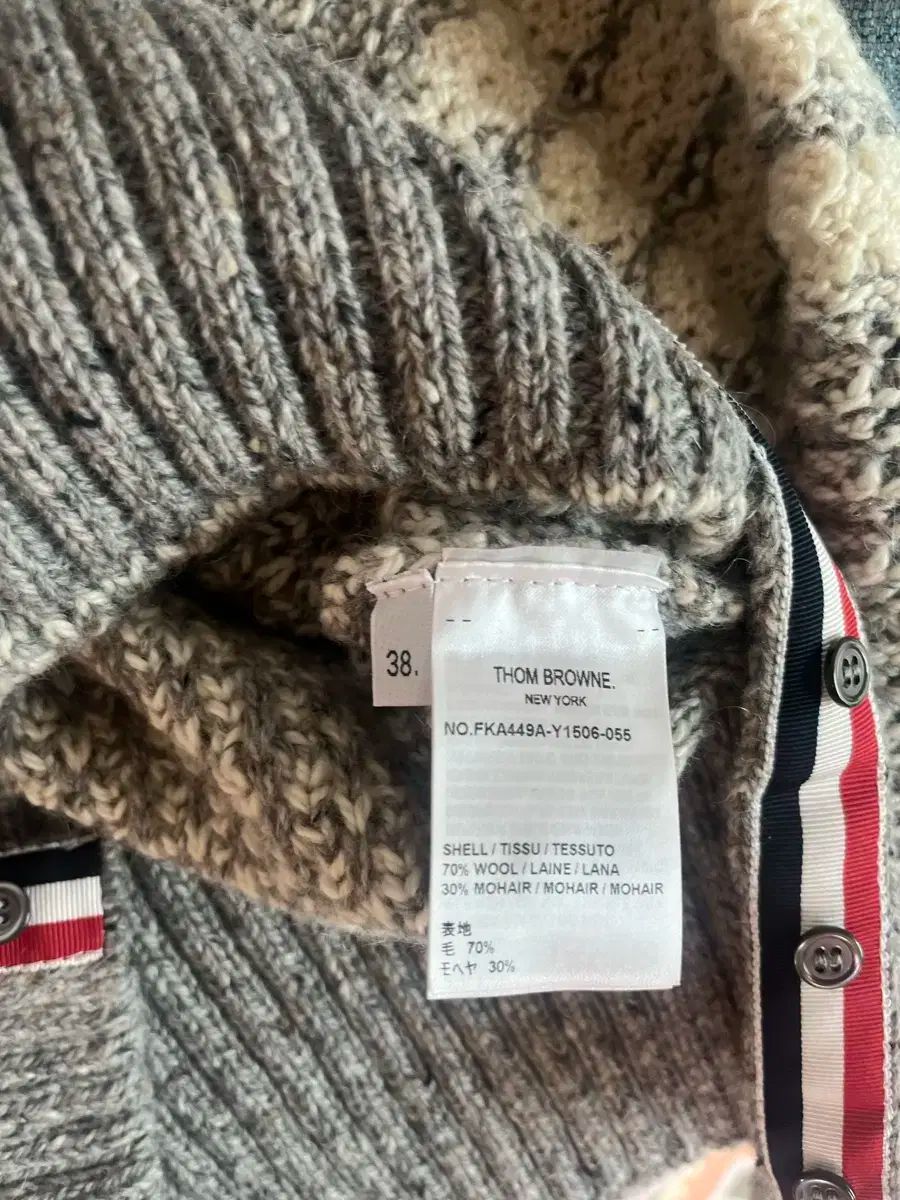 38.
THOM BROWNE.
NEW YORK
NO.FKA449A-Y1506-055
SHELL / TISSU / TESSUTO
70% WOOL / LAINE / LANA
30% MOHAIR / MOHAIR / MOHAIR
表地
毛 70%
モヘヤ 30%